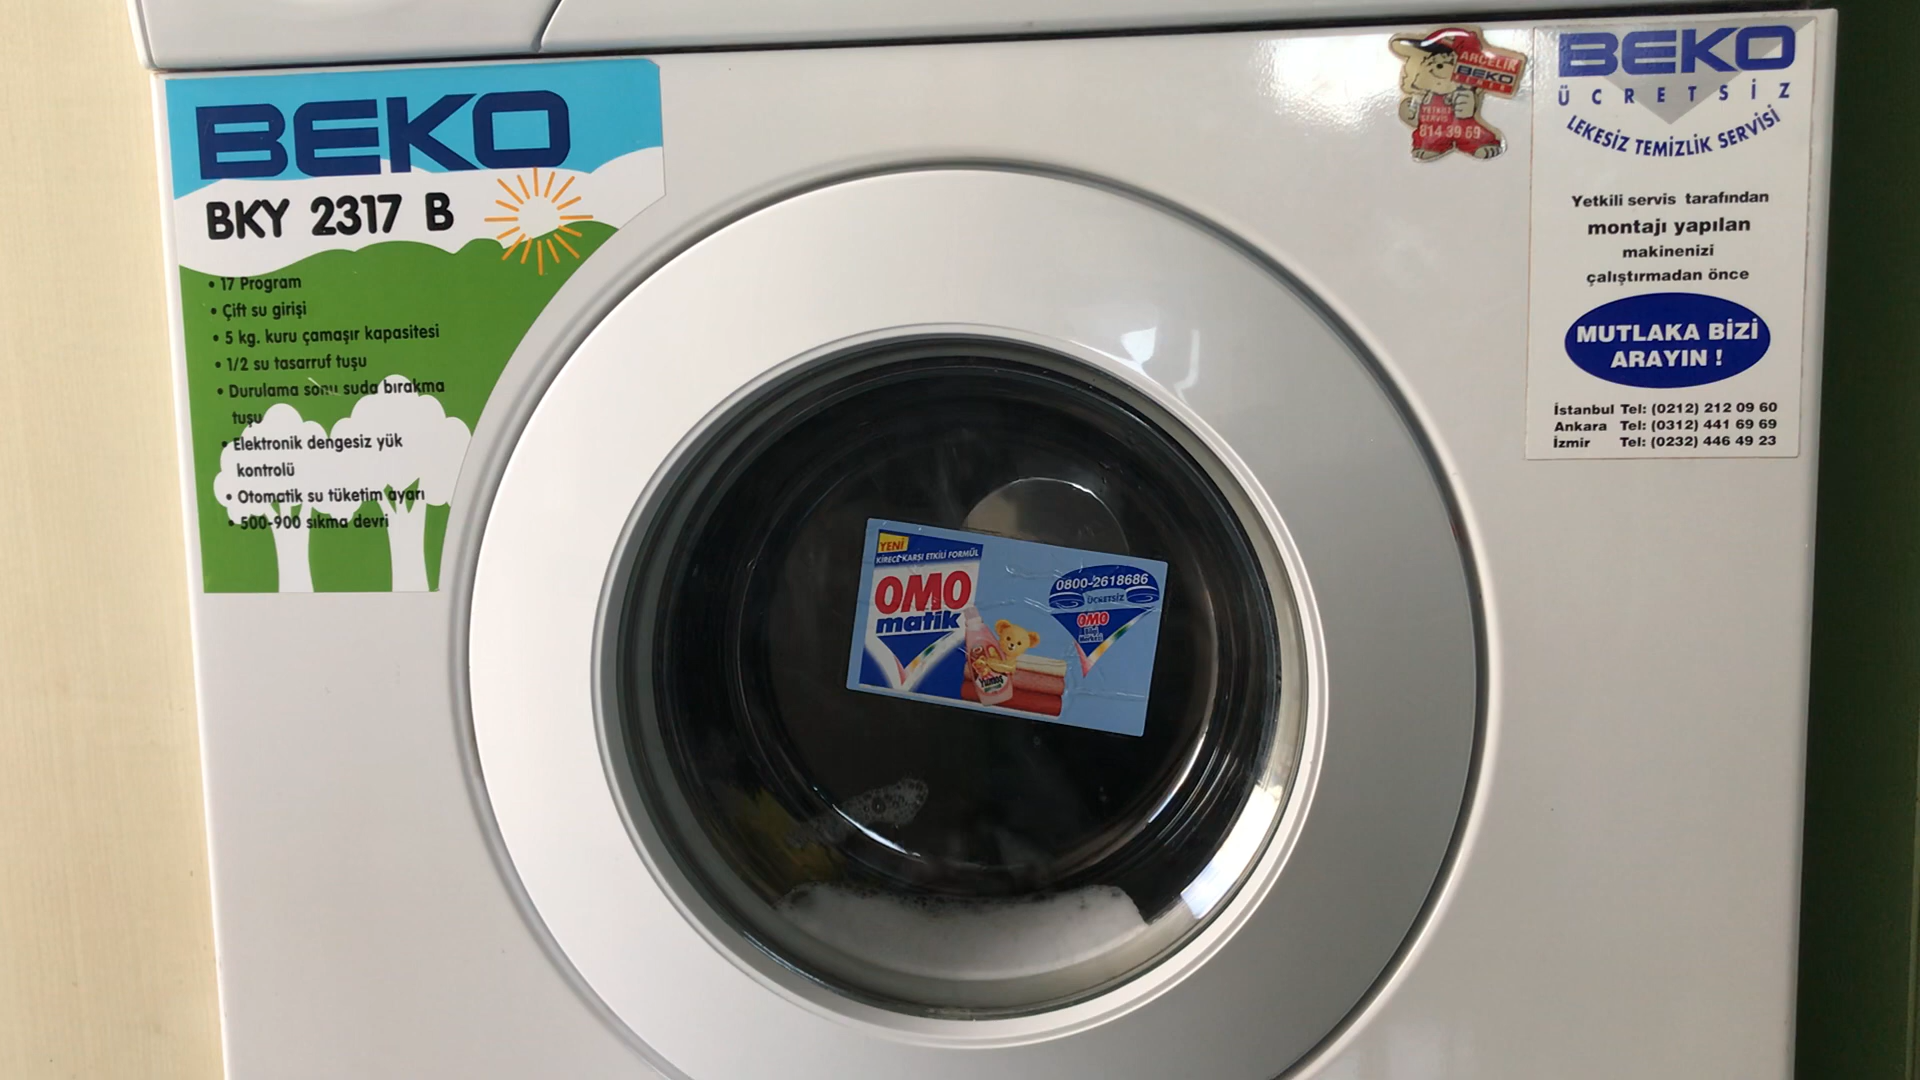 BEKO
BKY 2317 B
• 17 Program
• Çift su girişi
• 5 kg. kuru çamaşır kapasitesi
• 1/2 su tasarruf tuşu
• Durulama sonu suda bırakma
tuşu
• Elektronik dengesiz yük
kontrolü
• Otomatik su tüketim ayarı
• 500-900 sıkma devri
ARÇELİK
BEKO
YETKİLİ
SERVİS
814 39 69
BEKO
ÜCRETSİZ
LEKESİZ TEMİZLİK SERVİSİ
Yetkili servis tarafından
montajı yapılan
makinenizi
çalıştırmadan önce
MUTLAKA BİZİ
ARAYIN !
İstanbul Tel: (0212) 212 09 60
Ankara Tel: (0312) 441 69 69
İzmir Tel: (0232) 446 49 23
YENİ
KİRECE KARŞI ETKİLİ FORMÜL
OMO
matik
Yumoş
0800-2618686
ÜCRETSİZ
OMO